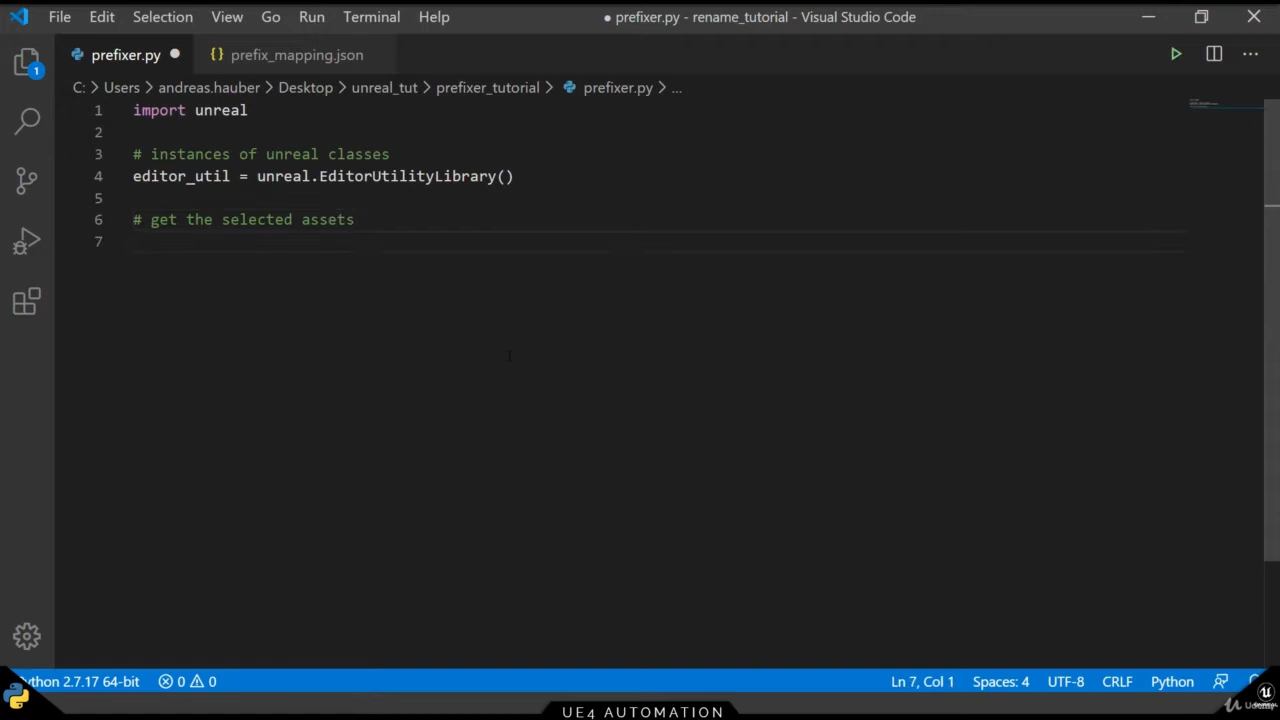 File Edit Selection View Go Run Terminal Help
● prefixer.py - rename_tutorial - Visual Studio Code
prefixer.py
{} prefix_mapping.json
1
C: > Users > andreas.hauber > Desktop > unreal_tut > prefixer_tutorial > prefixer.py > ...
1 import unreal
2
3 # instances of unreal classes
4 editor_util = unreal.EditorUtilityLibrary()
5
6 # get the selected assets
7
ython 2.7.17 64-bit 0 0
Ln 7, Col 1 Spaces: 4 UTF-8 CRLF Python
UE4 AUTOMATION